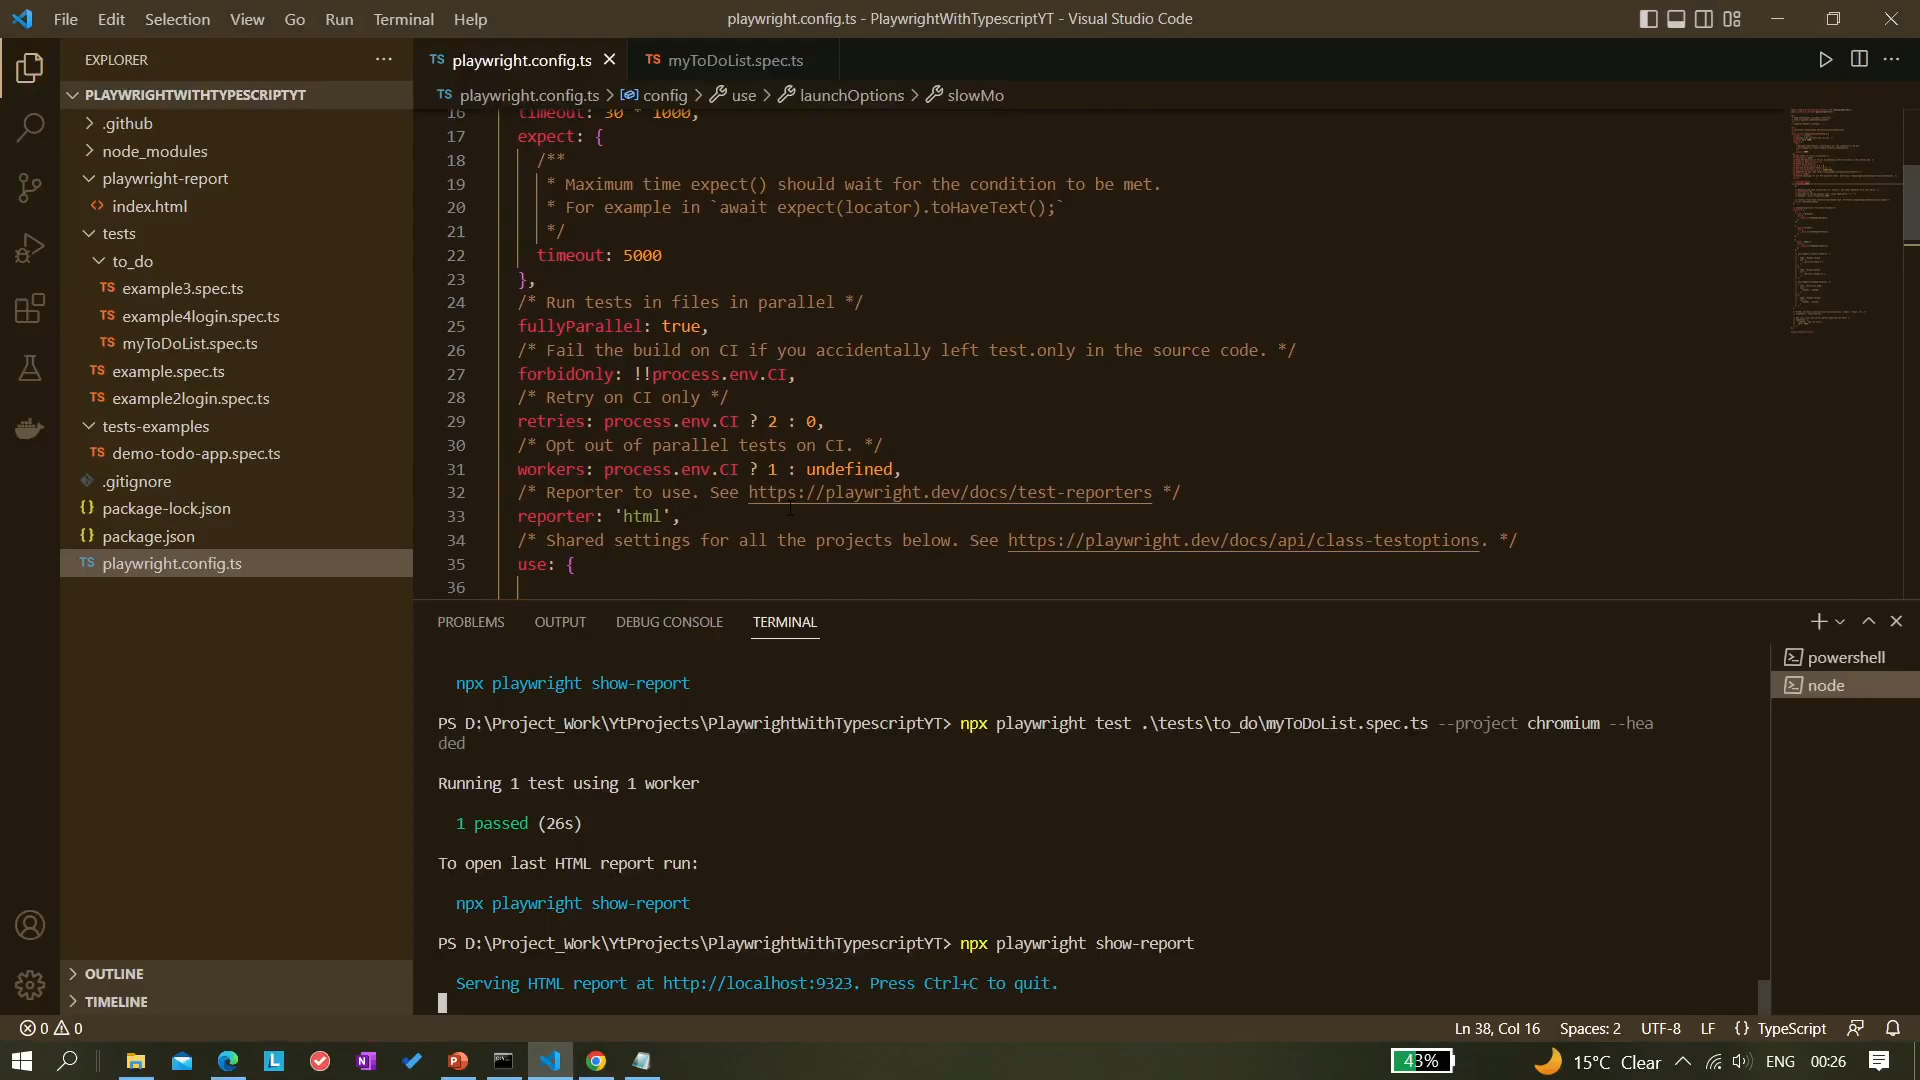 File Edit Selection View Go Run Terminal Help
playwright.config.ts - PlaywrightWithTypescriptYT - Visual Studio Code
EXPLORER
PLAYWRIGHTWITHTYPESCRIPTYT
.github
node_modules
playwright-report
index.html
tests
to_do
TS example3.spec.ts
TS example4login.spec.ts
TS myToDoList.spec.ts
TS example.spec.ts
TS example2login.spec.ts
tests-examples
TS demo-todo-app.spec.ts
.gitignore
{} package-lock.json
{} package.json
TS playwright.config.ts
OUTLINE
TIMELINE
TS playwright.config.ts
TS myToDoList.spec.ts
TS playwright.config.ts > config > use > launchOptions > slowMo
16 timeout: 30 * 1000,
17 expect: {
18 /**
19 * Maximum time expect() should wait for the condition to be met.
20 * For example in `await expect(locator).toHaveText();`
21 */
22 timeout: 5000
23 },
24 /* Run tests in files in parallel */
25 fullyParallel: true,
26 /* Fail the build on CI if you accidentally left test.only in the source code. */
27 forbidOnly: !!process.env.CI,
28 /* Retry on CI only */
29 retries: process.env.CI ? 2 : 0,
30 /* Opt out of parallel tests on CI. */
31 workers: process.env.CI ? 1 : undefined,
32 /* Reporter to use. See https://playwright.dev/docs/test-reporters */
33 reporter: 'html',
34 /* Shared settings for all the projects below. See https://playwright.dev/docs/api/class-testoptions. */
35 use: {
36
PROBLEMS OUTPUT DEBUG CONSOLE TERMINAL
powershell
node
npx playwright show-report
PS D:\Project_Work\YtProjects\PlaywrightWithTypescriptYT> npx playwright test .\tests\to_do\myToDoList.spec.ts --project chromium --hea
ded
Running 1 test using 1 worker
1 passed (26s)
To open last HTML report run:
npx playwright show-report
PS D:\Project_Work\YtProjects\PlaywrightWithTypescriptYT> npx playwright show-report
Serving HTML report at http://localhost:9323. Press Ctrl+C to quit.
0 0
Ln 38, Col 16 Spaces: 2 UTF-8 LF {} TypeScript
43% 15°C Clear ENG 00:26